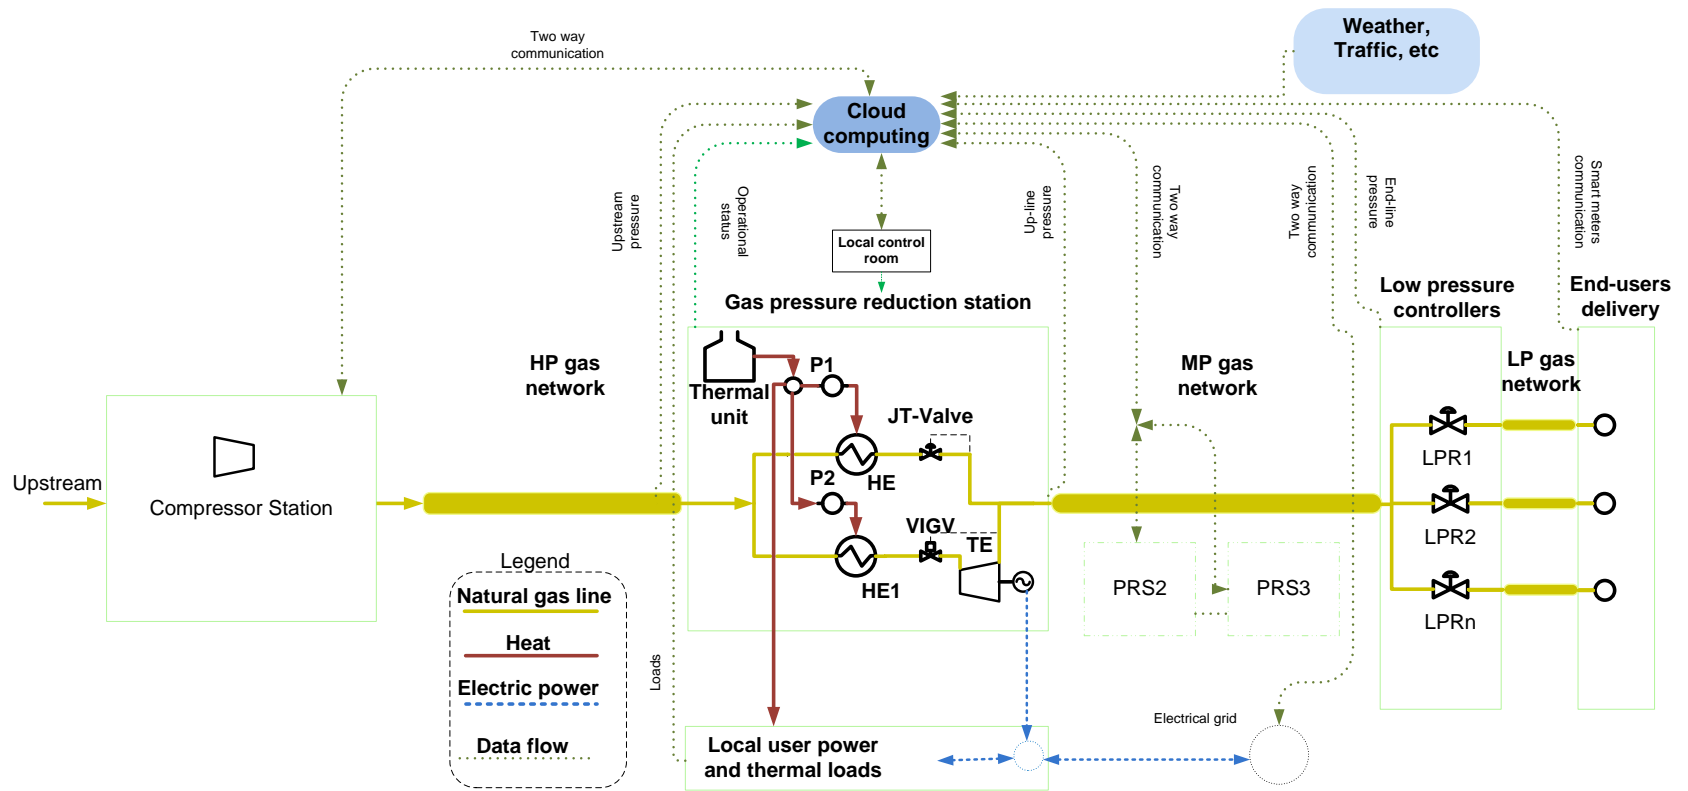 Weather,
Traffic, etc
Two way
communication
Cloud
computing
Upstream
pressure
Operational
status
Up-line
pressure
Two way
communication
Two way
communication
End-line
pressure
Smart meters
communication
Local control
room
Gas pressure reduction station
Low pressure
controllers
End-users
delivery
HP gas
network
MP gas
network
LP gas
network
Thermal
unit
P1
JT-Valve
HE
P2
VIGV
TE
HE1
Upstream
Compressor Station
LPR1
LPR2
LPRn
PRS2
PRS3
Legend
Natural gas line
Heat
Electric power
Data flow
Loads
Local user power
and thermal loads
Electrical grid